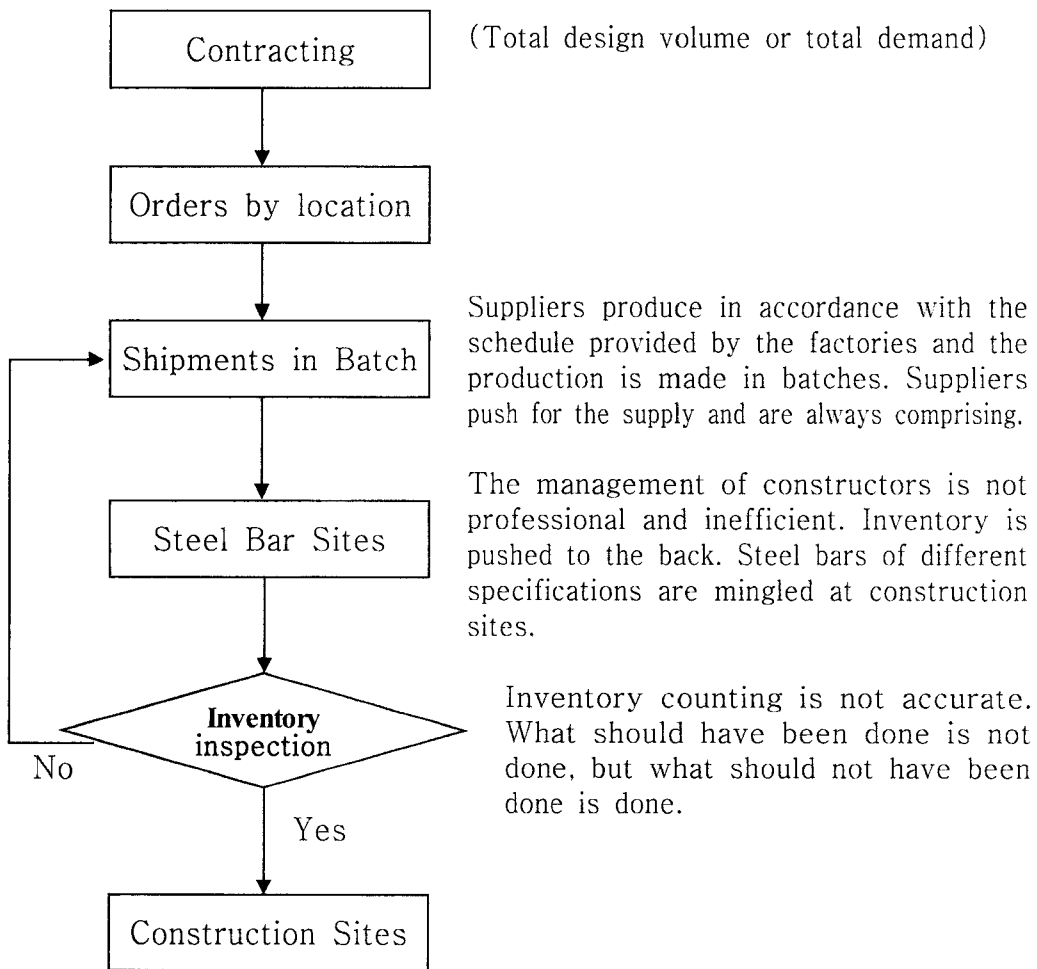 Contracting
(Total design volume or total demand)
Orders by location
Shipments in Batch
Suppliers produce in accordance with the
schedule provided by the factories and the
production is made in batches. Suppliers
push for the supply and are always comprising.
Steel Bar Sites
The management of constructors is not
professional and inefficient. Inventory is
pushed to the back. Steel bars of different
specifications are mingled at construction
sites.
Inventory
inspection
Inventory counting is not accurate.
What should have been done is not
done, but what should not have been
done is done.
No
Yes
Construction Sites